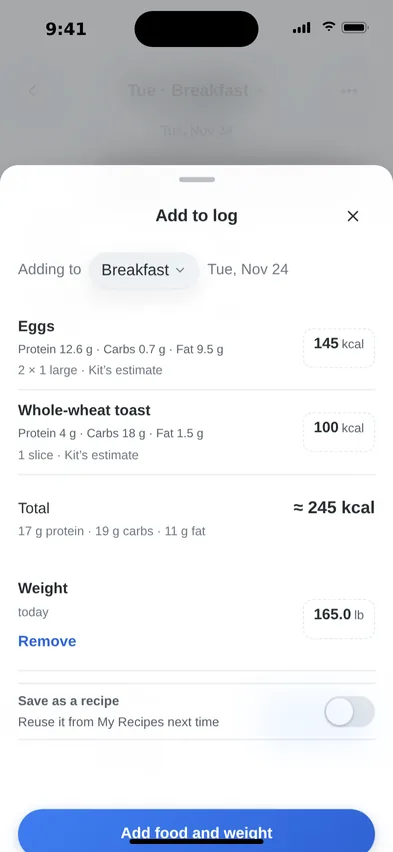 9:41
Tue · Breakfast
Tue, Nov 24
Add to log
Adding to Breakfast Tue, Nov 24
Eggs
Protein 12.6 g · Carbs 0.7 g · Fat 9.5 g
2 × 1 large · Kit's estimate
145 kcal
Whole-wheat toast
Protein 4 g · Carbs 18 g · Fat 1.5 g
1 slice · Kit's estimate
100 kcal
Total
≈ 245 kcal
17 g protein · 19 g carbs · 11 g fat
Weight
today
165.0 lb
Remove
Save as a recipe
Reuse it from My Recipes next time
Add food and weight